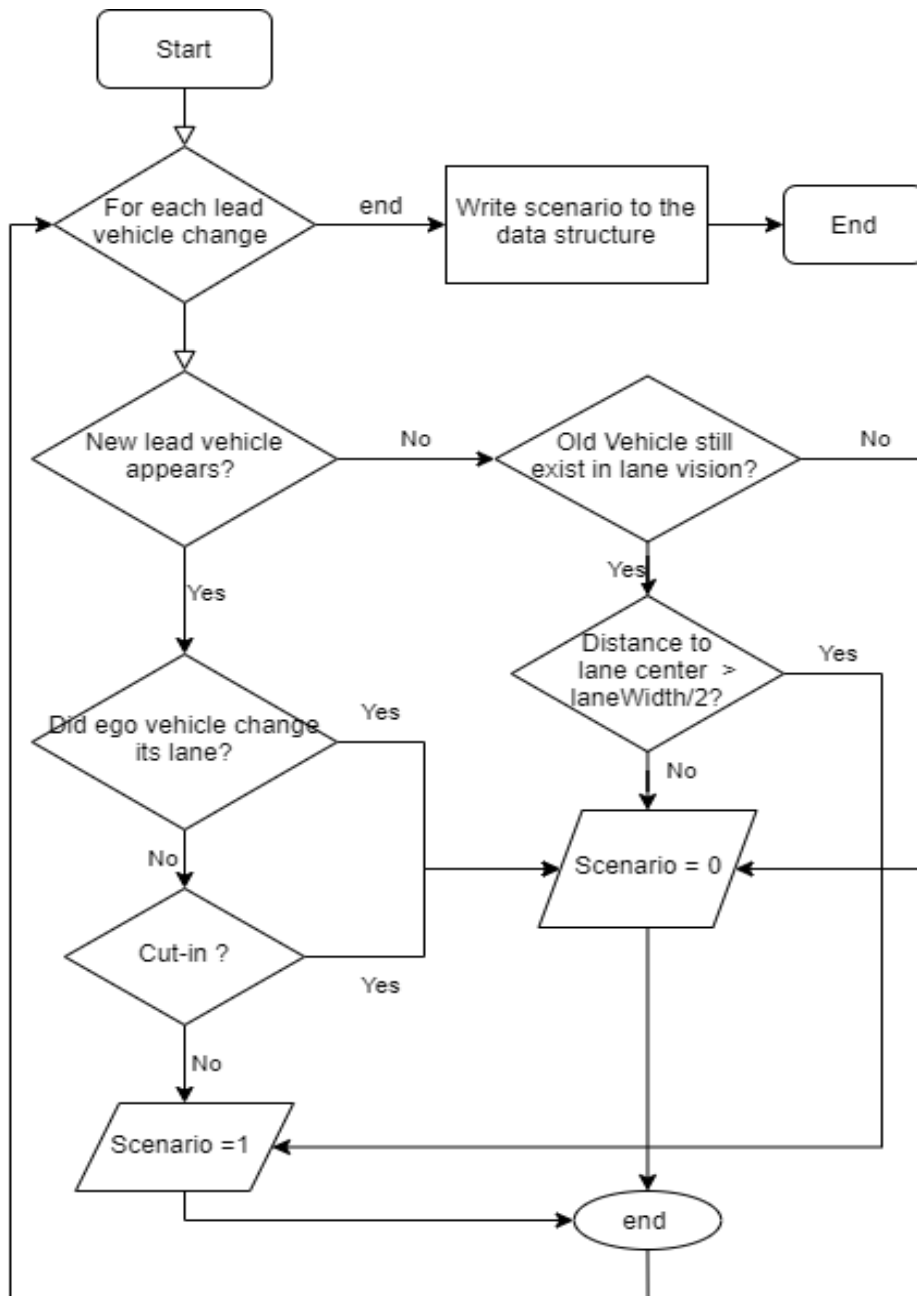 Start
For each lead
vehicle change
end
Write scenario to the
data structure
End
New lead vehicle
appears?
No
Old Vehicle still
exist in lane vision?
No
Yes
Yes
Distance to
lane center  >
laneWidth/2?
Yes
Did ego vehicle change
its lane?
Yes
No
No
Scenario = 0
Cut-in ?
Yes
No
Scenario =1
end